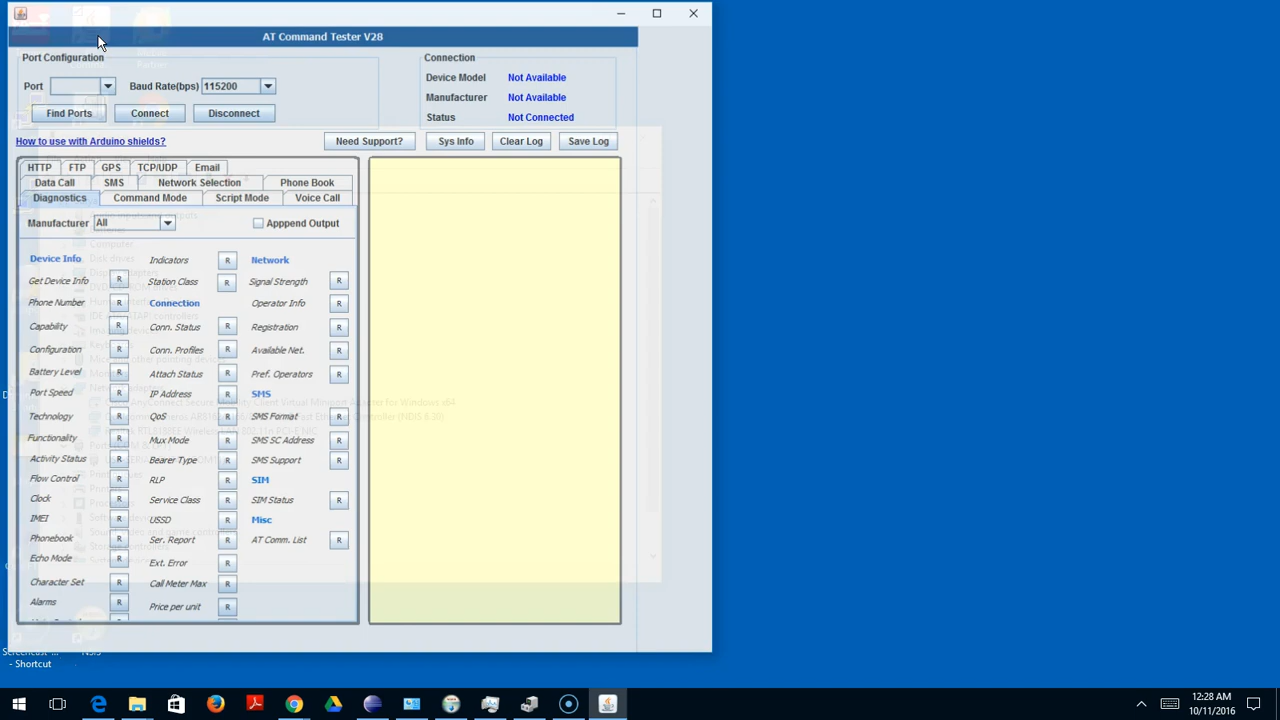 AT Command Tester V28
Port Configuration
Connection
Port
Baud Rate(bps) 115200
Device Model Not Available
Manufacturer Not Available
Status Not Connected
Find Ports Connect Disconnect
How to use with Arduino shields?
Need Support? Sys Info Clear Log Save Log
HTTP FTP GPS TCP/UDP Email
Data Call SMS Network Selection Phone Book
Diagnostics Command Mode Script Mode Voice Call
Manufacturer All Apppend Output
Device Info Indicators R Network
Get Device Info R Station Class R Signal Strength R
Phone Number R Connection Operator Info R
Capability R Conn. Status R Registration R
Configuration R Conn. Profiles R Available Net. R
Battery Level R Attach Status R Pref. Operators R
Port Speed R IP Address R SMS
Technology R QoS R SMS Format R
Functionality R Mux Mode R SMS SC Address R
Activity Status R Bearer Type R SMS Support R
Flow Control R RLP R SIM
Clock R Service Class R SIM Status R
IMEI R USSD R Misc
Phonebook R Ser. Report R AT Comm. List R
Echo Mode R Ext. Error R
Character Set R Call Meter Max R
Alarms R Price per unit R
- Shortcut
12:28 AM
10/11/2016